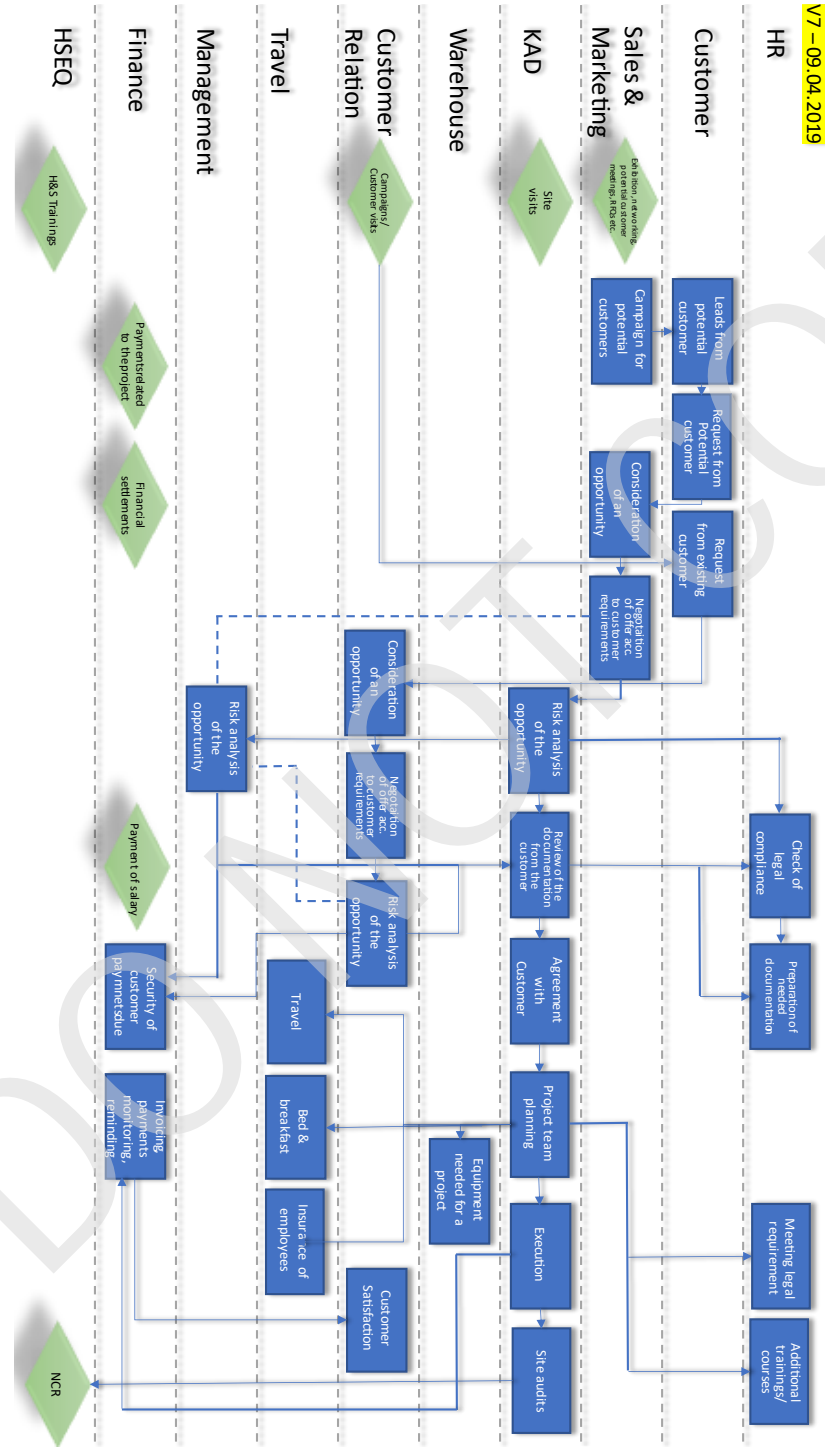 V7 – 09.04.2019
HR
Check of
legal
compliance
Preparation of
needed
documentation
Meeting legal
requirement
Additional
trainings/
courses
Customer
Leads from
potential
customer
Request from
Potential
customer
Request
from existing
customer
Sales &
Marketing
Exhibition, networking,
potential customer
meetings, RFQs etc.
Campaign for
potential
customers
Consideration
of an
opportunity
Negotaition
of offer acc.
to customer
requirements
KAD
Site
visits
Risk analysis
of the
opportunity
Review of the
documentation
from the
customer
Agreement
with
Customer
Project team
planning
Execution
Site audits
Warehouse
Equipment
needed for a
project
Customer
Relation
Campaigns/
Customer visits
Consideration
of an
opportunity
Negotaition
of offer acc.
to customer
requirements
Risk analysis
of the
opportunity
Customer
Satisfaction
Travel
Travel
Bed &
breakfast
Insurance of
employees
Management
Risk analysis
of the
opportunity
Finance
Payments related
to the project
Financial
settlements
Payment of salary
Security of
customer
paymnets due
Invoicing
payments
monitoring,
reminding
HSEQ
H&S Trainings
NCR
DO NOT CO